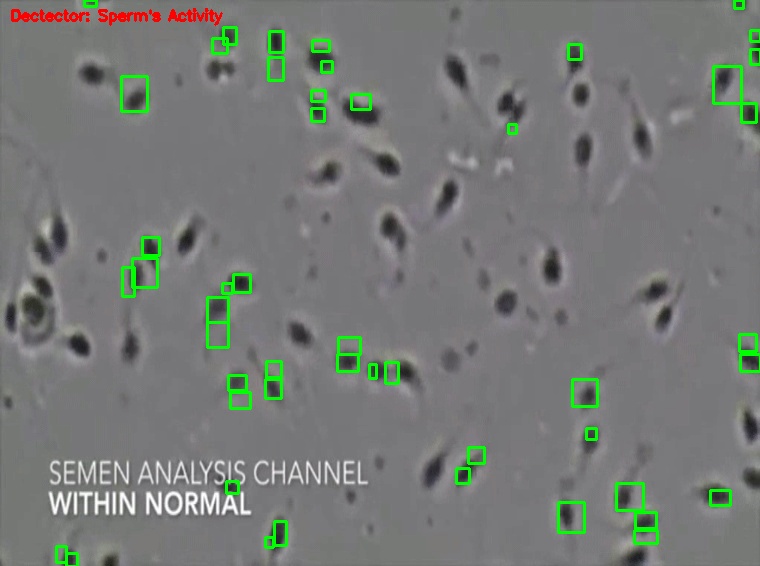 Dectector: Sperm's Activity
SEMEN ANALYSIS CHANNEL
WITHIN NORMAL